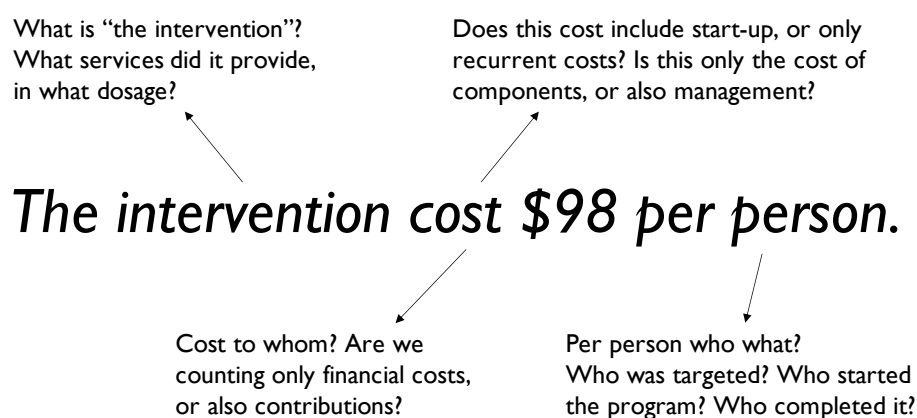 What is “the intervention”?
What services did it provide,
in what dosage?
Does this cost include start-up, or only
recurrent costs? Is this only the cost of
components, or also management?
The intervention cost $98 per person.
Cost to whom? Are we
counting only financial costs,
or also contributions?
Per person who what?
Who was targeted? Who started
the program? Who completed it?